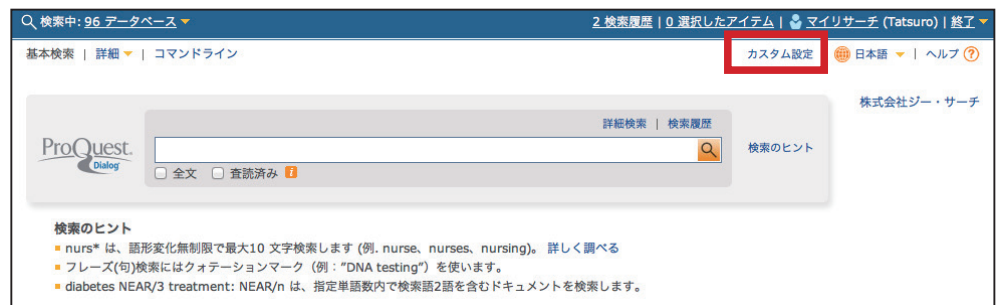 検索中: 96 データベース 2 検索履歴 | 0 選択したアイテム | マイリサーチ (Tatsuro) | 終了
基本検索 | 詳細 | コマンドライン カスタム設定 日本語 | ヘルプ ?
株式会社ジー・サーチ
詳細検索 | 検索履歴
ProQuest
Dialog
検索のヒント
全文 査読済み i
検索のヒント
nurs* は、語形変化無制限で最大10 文字検索します (例. nurse、nurses、nursing)。 詳しく調べる
フレーズ(句)検索にはクォテーションマーク（例："DNA testing"）を使います。
diabetes NEAR/3 treatment: NEAR/n は、指定単語数内で検索語2語を含むドキュメントを検索します。